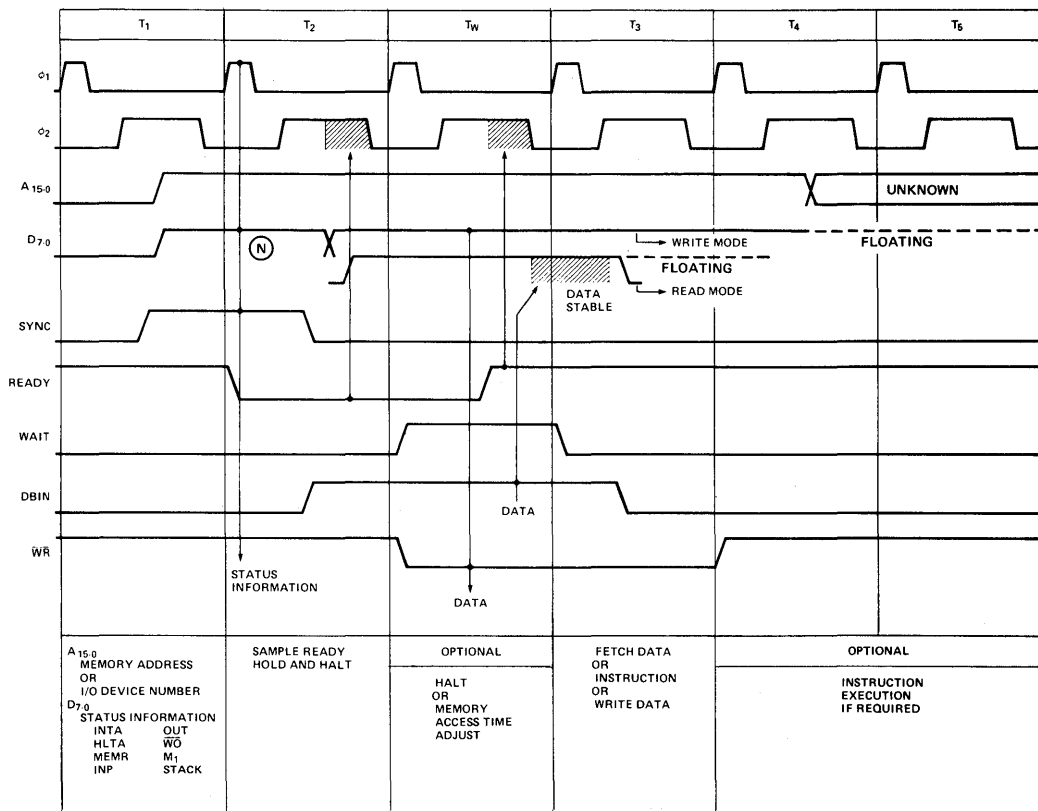 T1 T2 TW T3 T4 T5
ϕ1
ϕ2
A15-0
UNKNOWN
D7-0
N
WRITE MODE
FLOATING
FLOATING
READ MODE
DATA
STABLE
SYNC
READY
WAIT
DBIN
DATA
W̅R̅
STATUS
INFORMATION
DATA
A15-0
MEMORY ADDRESS
OR
I/O DEVICE NUMBER
D7-0
STATUS INFORMATION
INTA OUT
HLTA W̅O̅
MEMR M1
INP STACK
SAMPLE READY
HOLD AND HALT
OPTIONAL
HALT
OR
MEMORY
ACCESS TIME
ADJUST
FETCH DATA
OR
INSTRUCTION
OR
WRITE DATA
OPTIONAL
INSTRUCTION
EXECUTION
IF REQUIRED